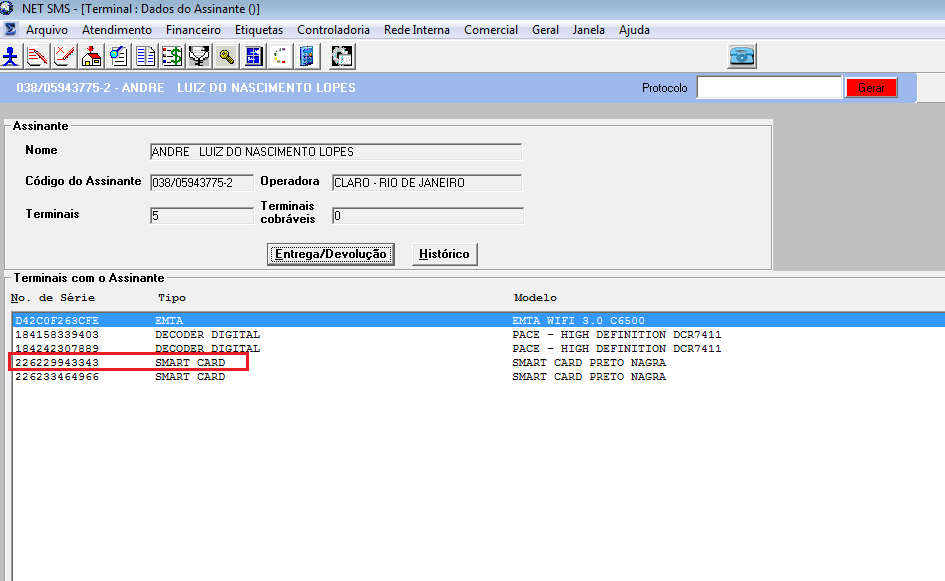 NET SMS - [Terminal : Dados do Assinante ()]
Arquivo Atendimento Financeiro Etiquetas Controladoria Rede Interna Comercial Geral Janela Ajuda
038/05943775-2 - ANDRE LUIZ DO NASCIMENTO LOPES Protocolo Gerar
Assinante
Nome ANDRE LUIZ DO NASCIMENTO LOPES
Código do Assinante 038/05943775-2 Operadora CLARO - RIO DE JANEIRO
Terminais 5 Terminais cobráveis 0
Entrega/Devolução Histórico
Terminais com o Assinante
No. de Série Tipo Modelo
D42C0F263CFE EMTA EMTA WIFI 3.0 C6500
184158339403 DECODER DIGITAL PACE - HIGH DEFINITION DCR7411
184242307889 DECODER DIGITAL PACE - HIGH DEFINITION DCR7411
226229943343 SMART CARD SMART CARD PRETO NAGRA
226233464966 SMART CARD SMART CARD PRETO NAGRA